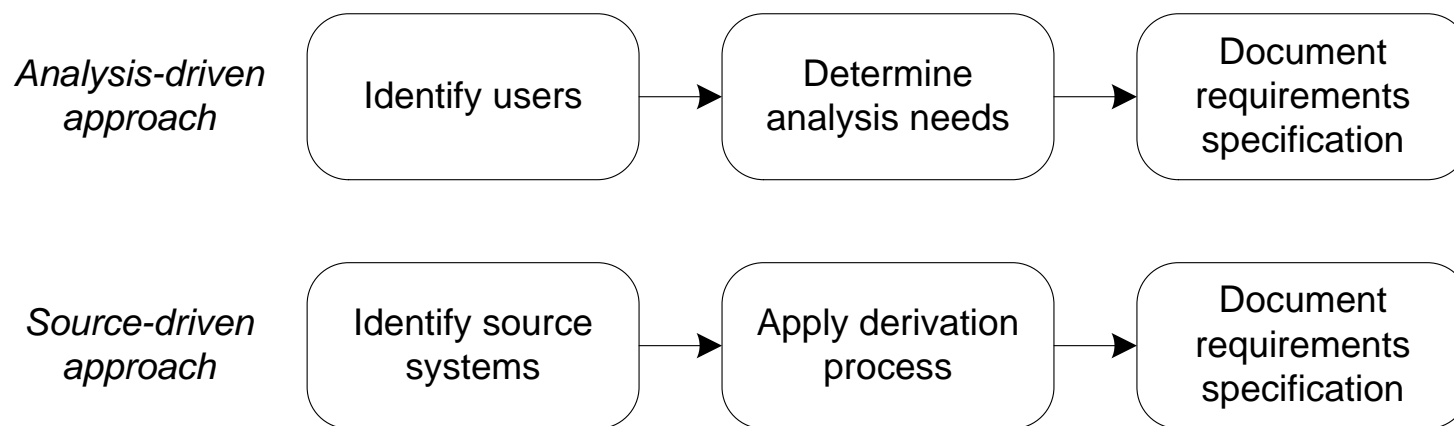 Analysis-driven
approach
Identify users
Determine
analysis needs
Document
requirements
specification
Source-driven
approach
Identify source
systems
Apply derivation
process
Document
requirements
specification